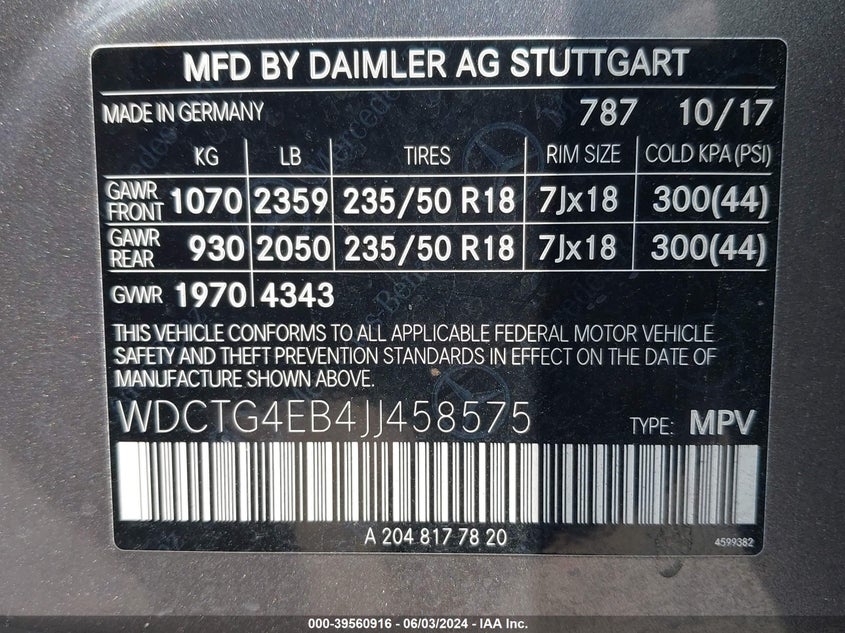 MFD BY DAIMLER AG STUTTGART
MADE IN GERMANY 787 10/17
KG LB TIRES RIM SIZE COLD KPA (PSI)
GAWR FRONT 1070 2359 235/50 R18 7Jx18 300(44)
GAWR REAR 930 2050 235/50 R18 7Jx18 300(44)
GVWR 1970 4343
THIS VEHICLE CONFORMS TO ALL APPLICABLE FEDERAL MOTOR VEHICLE
SAFETY AND THEFT PREVENTION STANDARDS IN EFFECT ON THE DATE OF
MANUFACTURE SHOWN ABOVE.
WDCTG4EB4JJ458575 TYPE: MPV
A 204 817 78 20 4599382
000-39560916 - 06/03/2024 - IAA Inc.